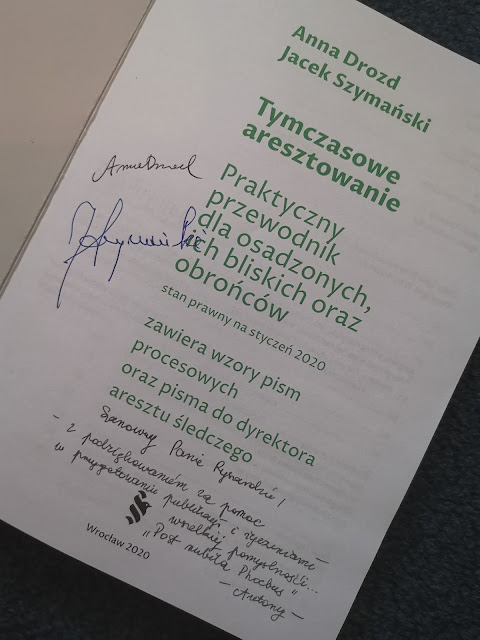 Anna Drozd
Jacek Szymański
Tymczasowe
aresztowanie
Praktyczny
przewodnik
dla osadzonych,
ich bliskich oraz
obrońców
stan prawny na styczeń 2020
zawiera wzory pism
procesowych
oraz pisma do dyrektora
aresztu śledczego
Szanowny Panie Ryszardzie!
- z podziękowaniem za pomoc
w przygotowaniu publikacji i życzeniami -
wszelkiej pomyślności...
"Post nubila Phoebus"
- Autorzy -
Wrocław 2020